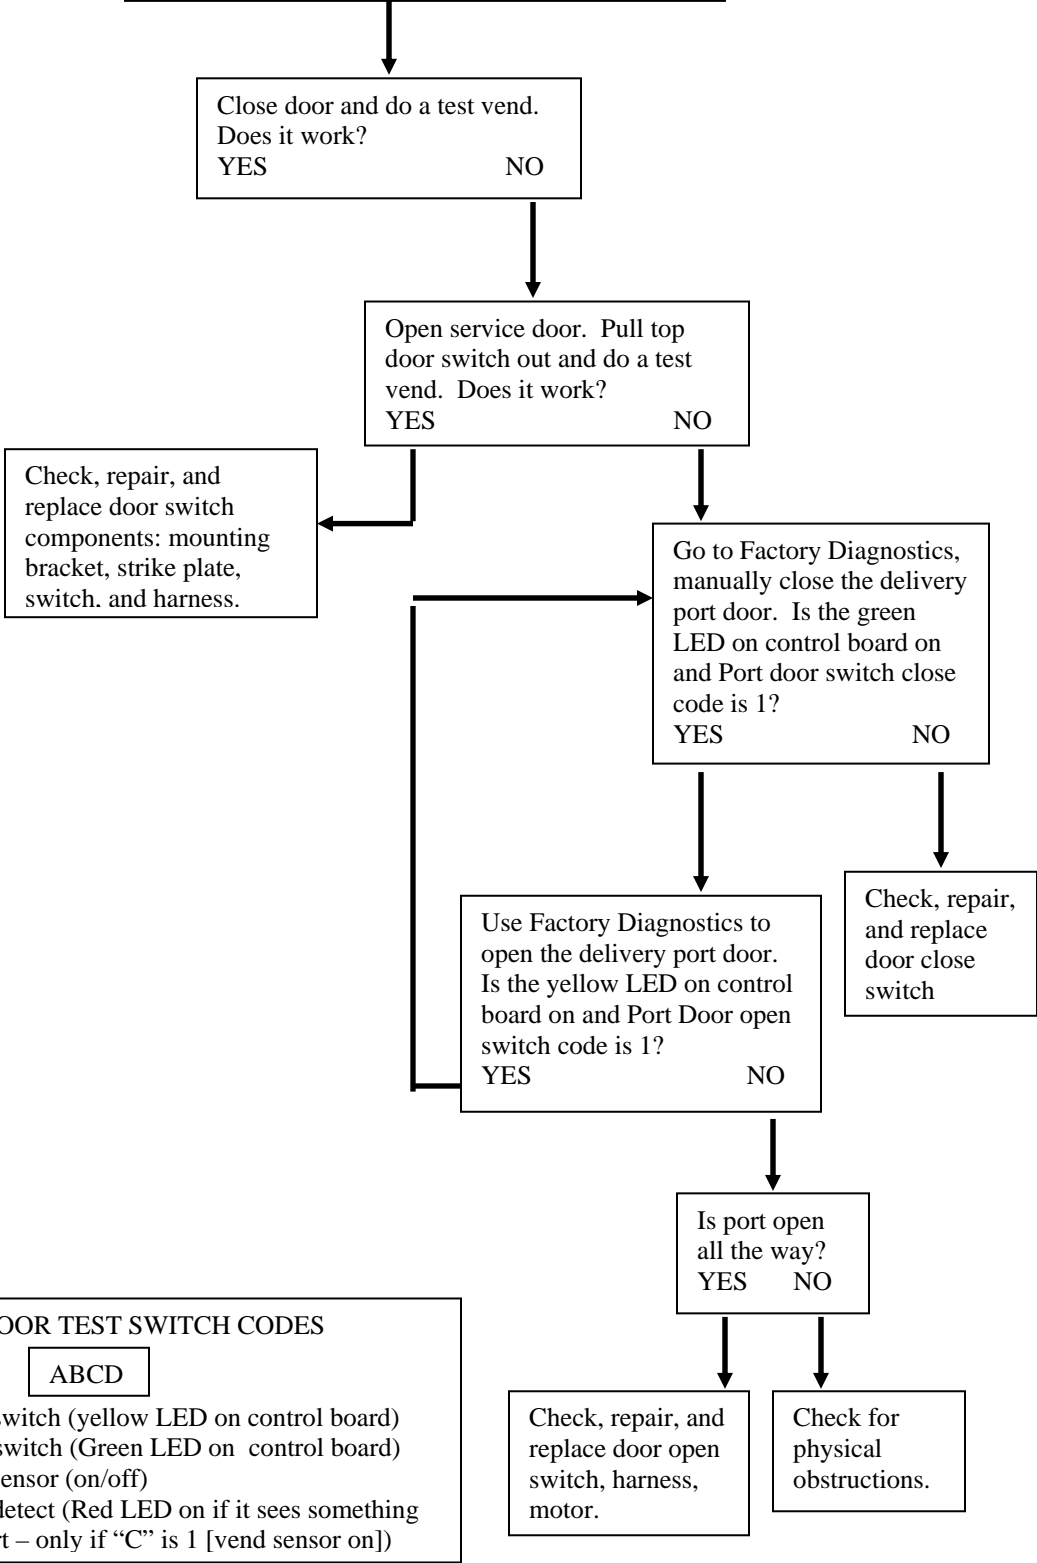 Close door and do a test vend.
Does it work?
YES NO
Open service door.  Pull top
door switch out and do a test
vend.  Does it work?
YES NO
Check, repair, and
replace door switch
components: mounting
bracket, strike plate,
switch, and harness.
Go to Factory Diagnostics,
manually close the delivery
port door.  Is the green
LED on control board on
and Port door switch close
code is 1?
YES NO
Check, repair,
and replace
door close
switch
Use Factory Diagnostics to
open the delivery port door.
Is the yellow LED on control
board on and Port Door open
switch code is 1?
YES NO
Is port open
all the way?
YES NO
Check, repair, and
replace door open
switch, harness,
motor.
Check for
physical
obstructions.
OOR TEST SWITCH CODES
ABCD
switch (yellow LED on control board)
switch (Green LED on  control board)
ensor (on/off)
detect (Red LED on if it sees something
rt – only if “C” is 1 [vend sensor on])